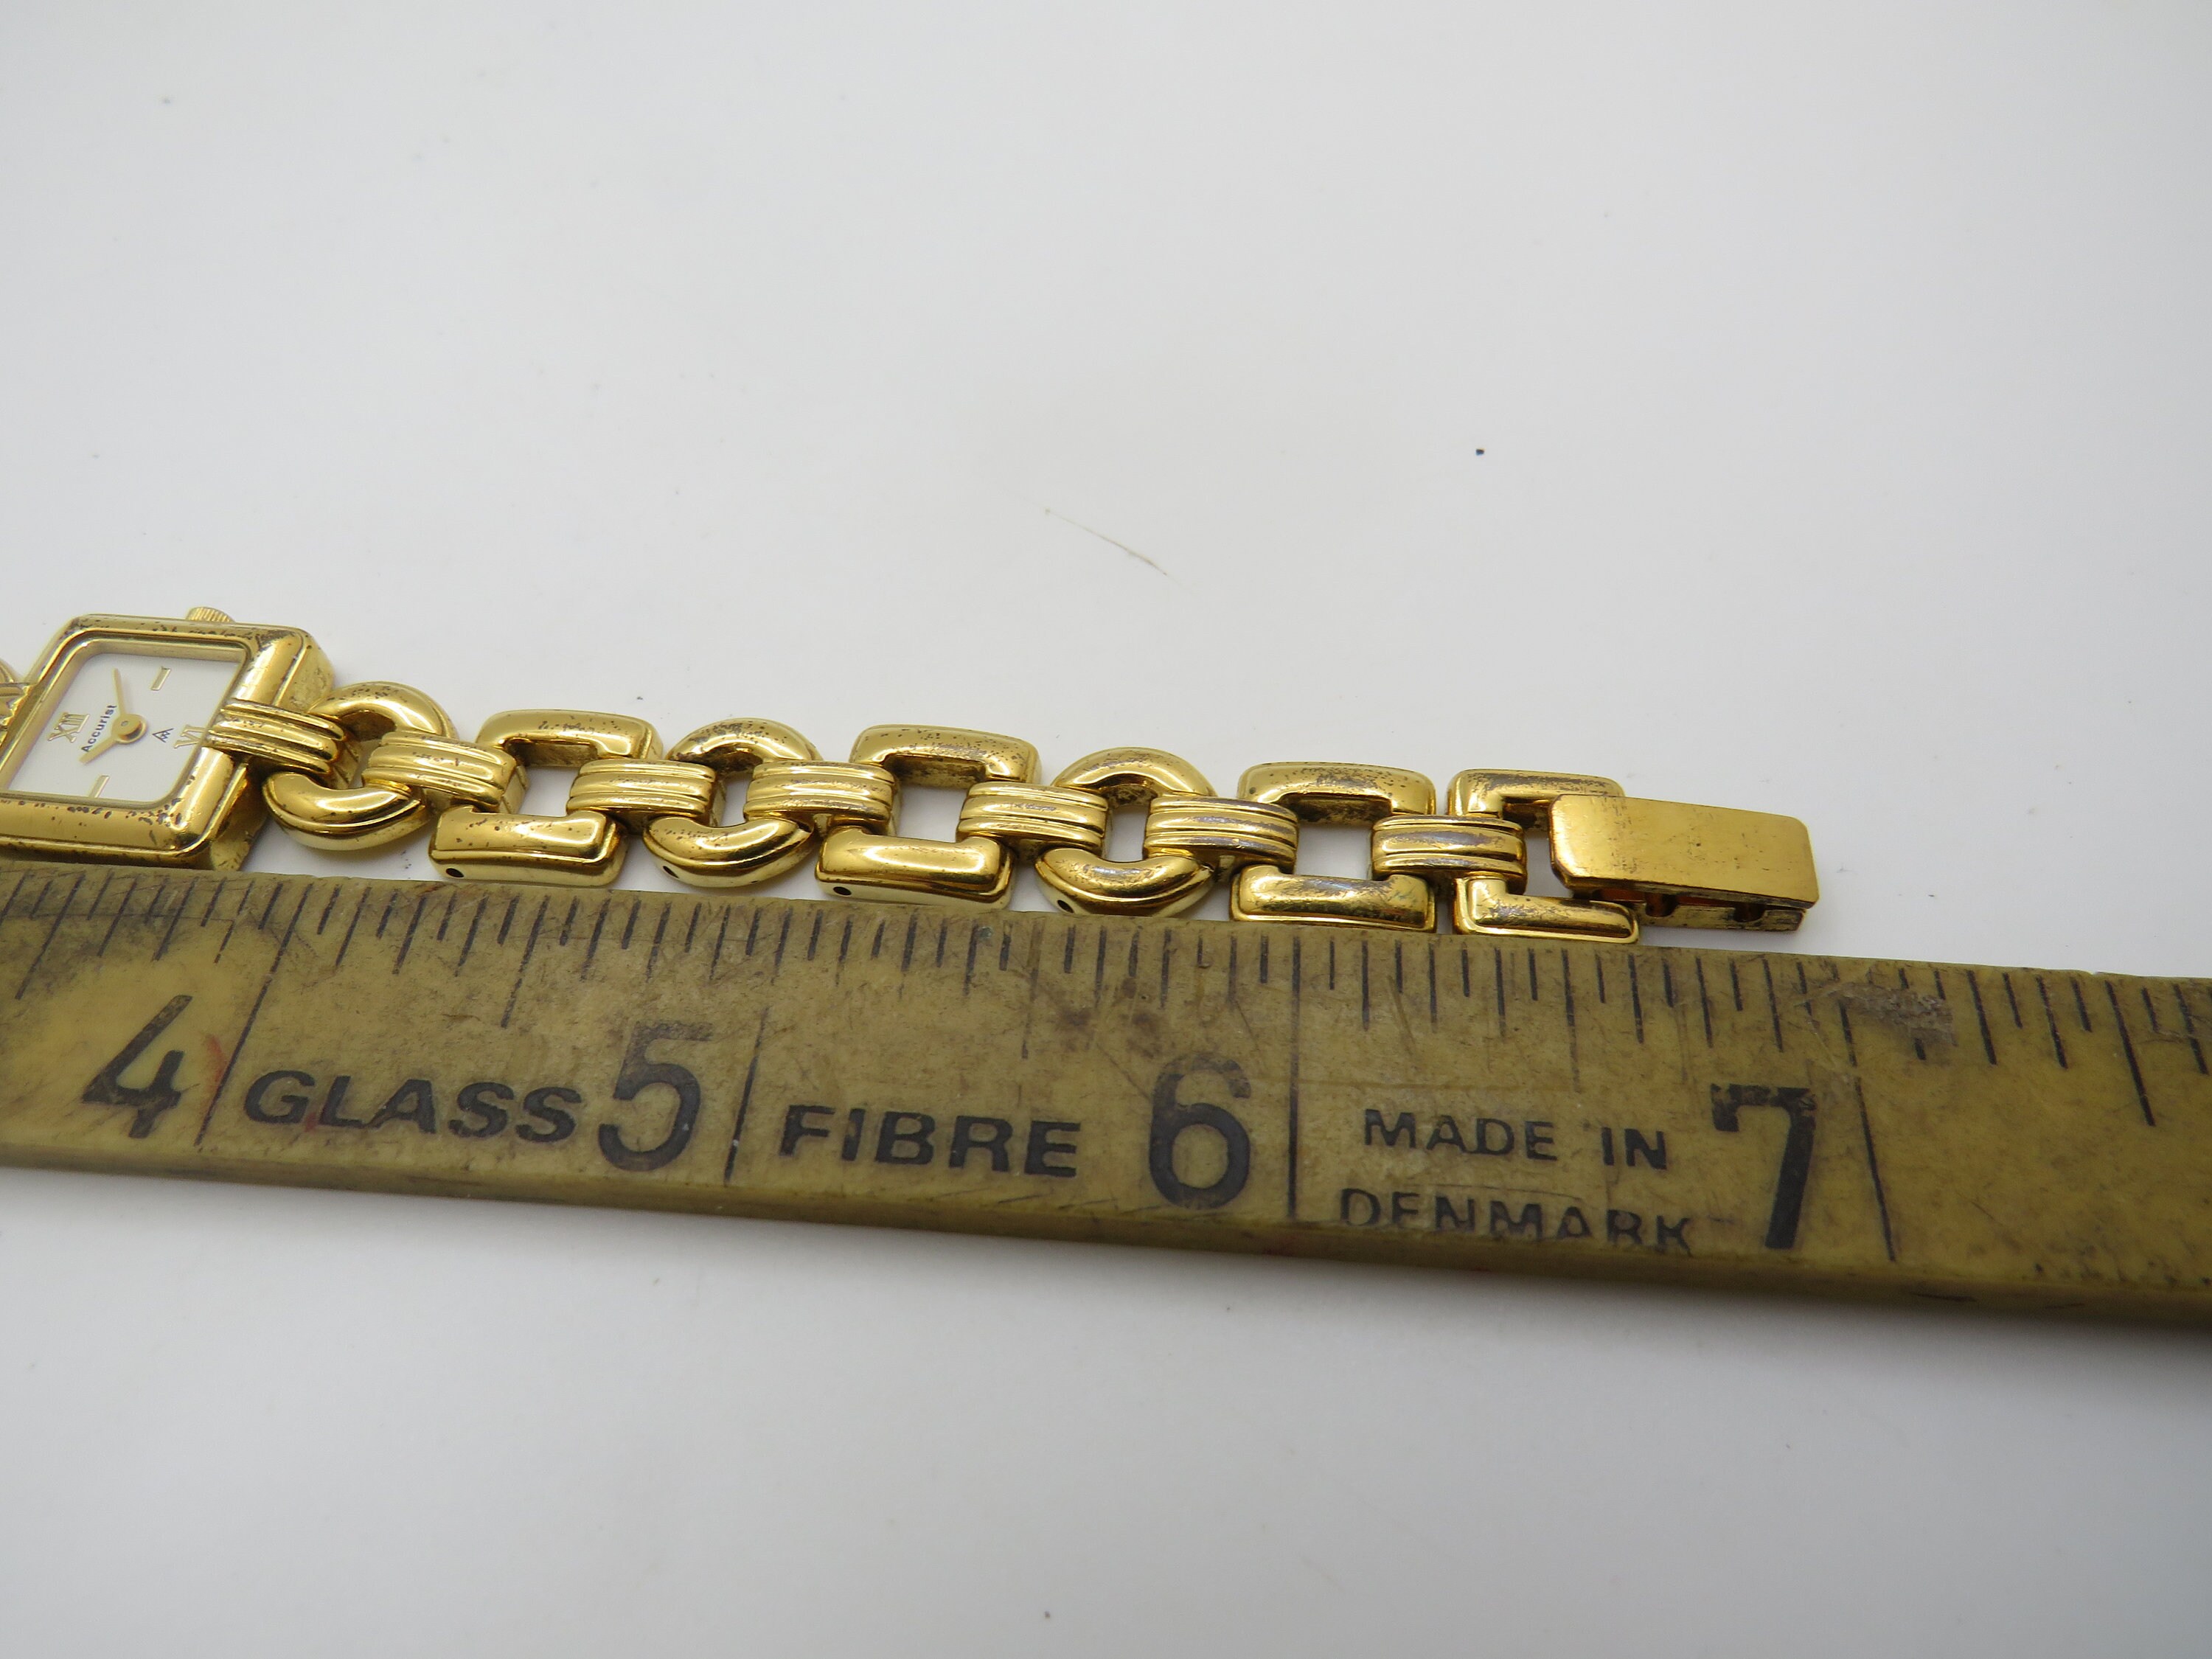 XII
Accurist
VI
4 GLASS 5 FIBRE 6 MADE IN 7
DENMARK